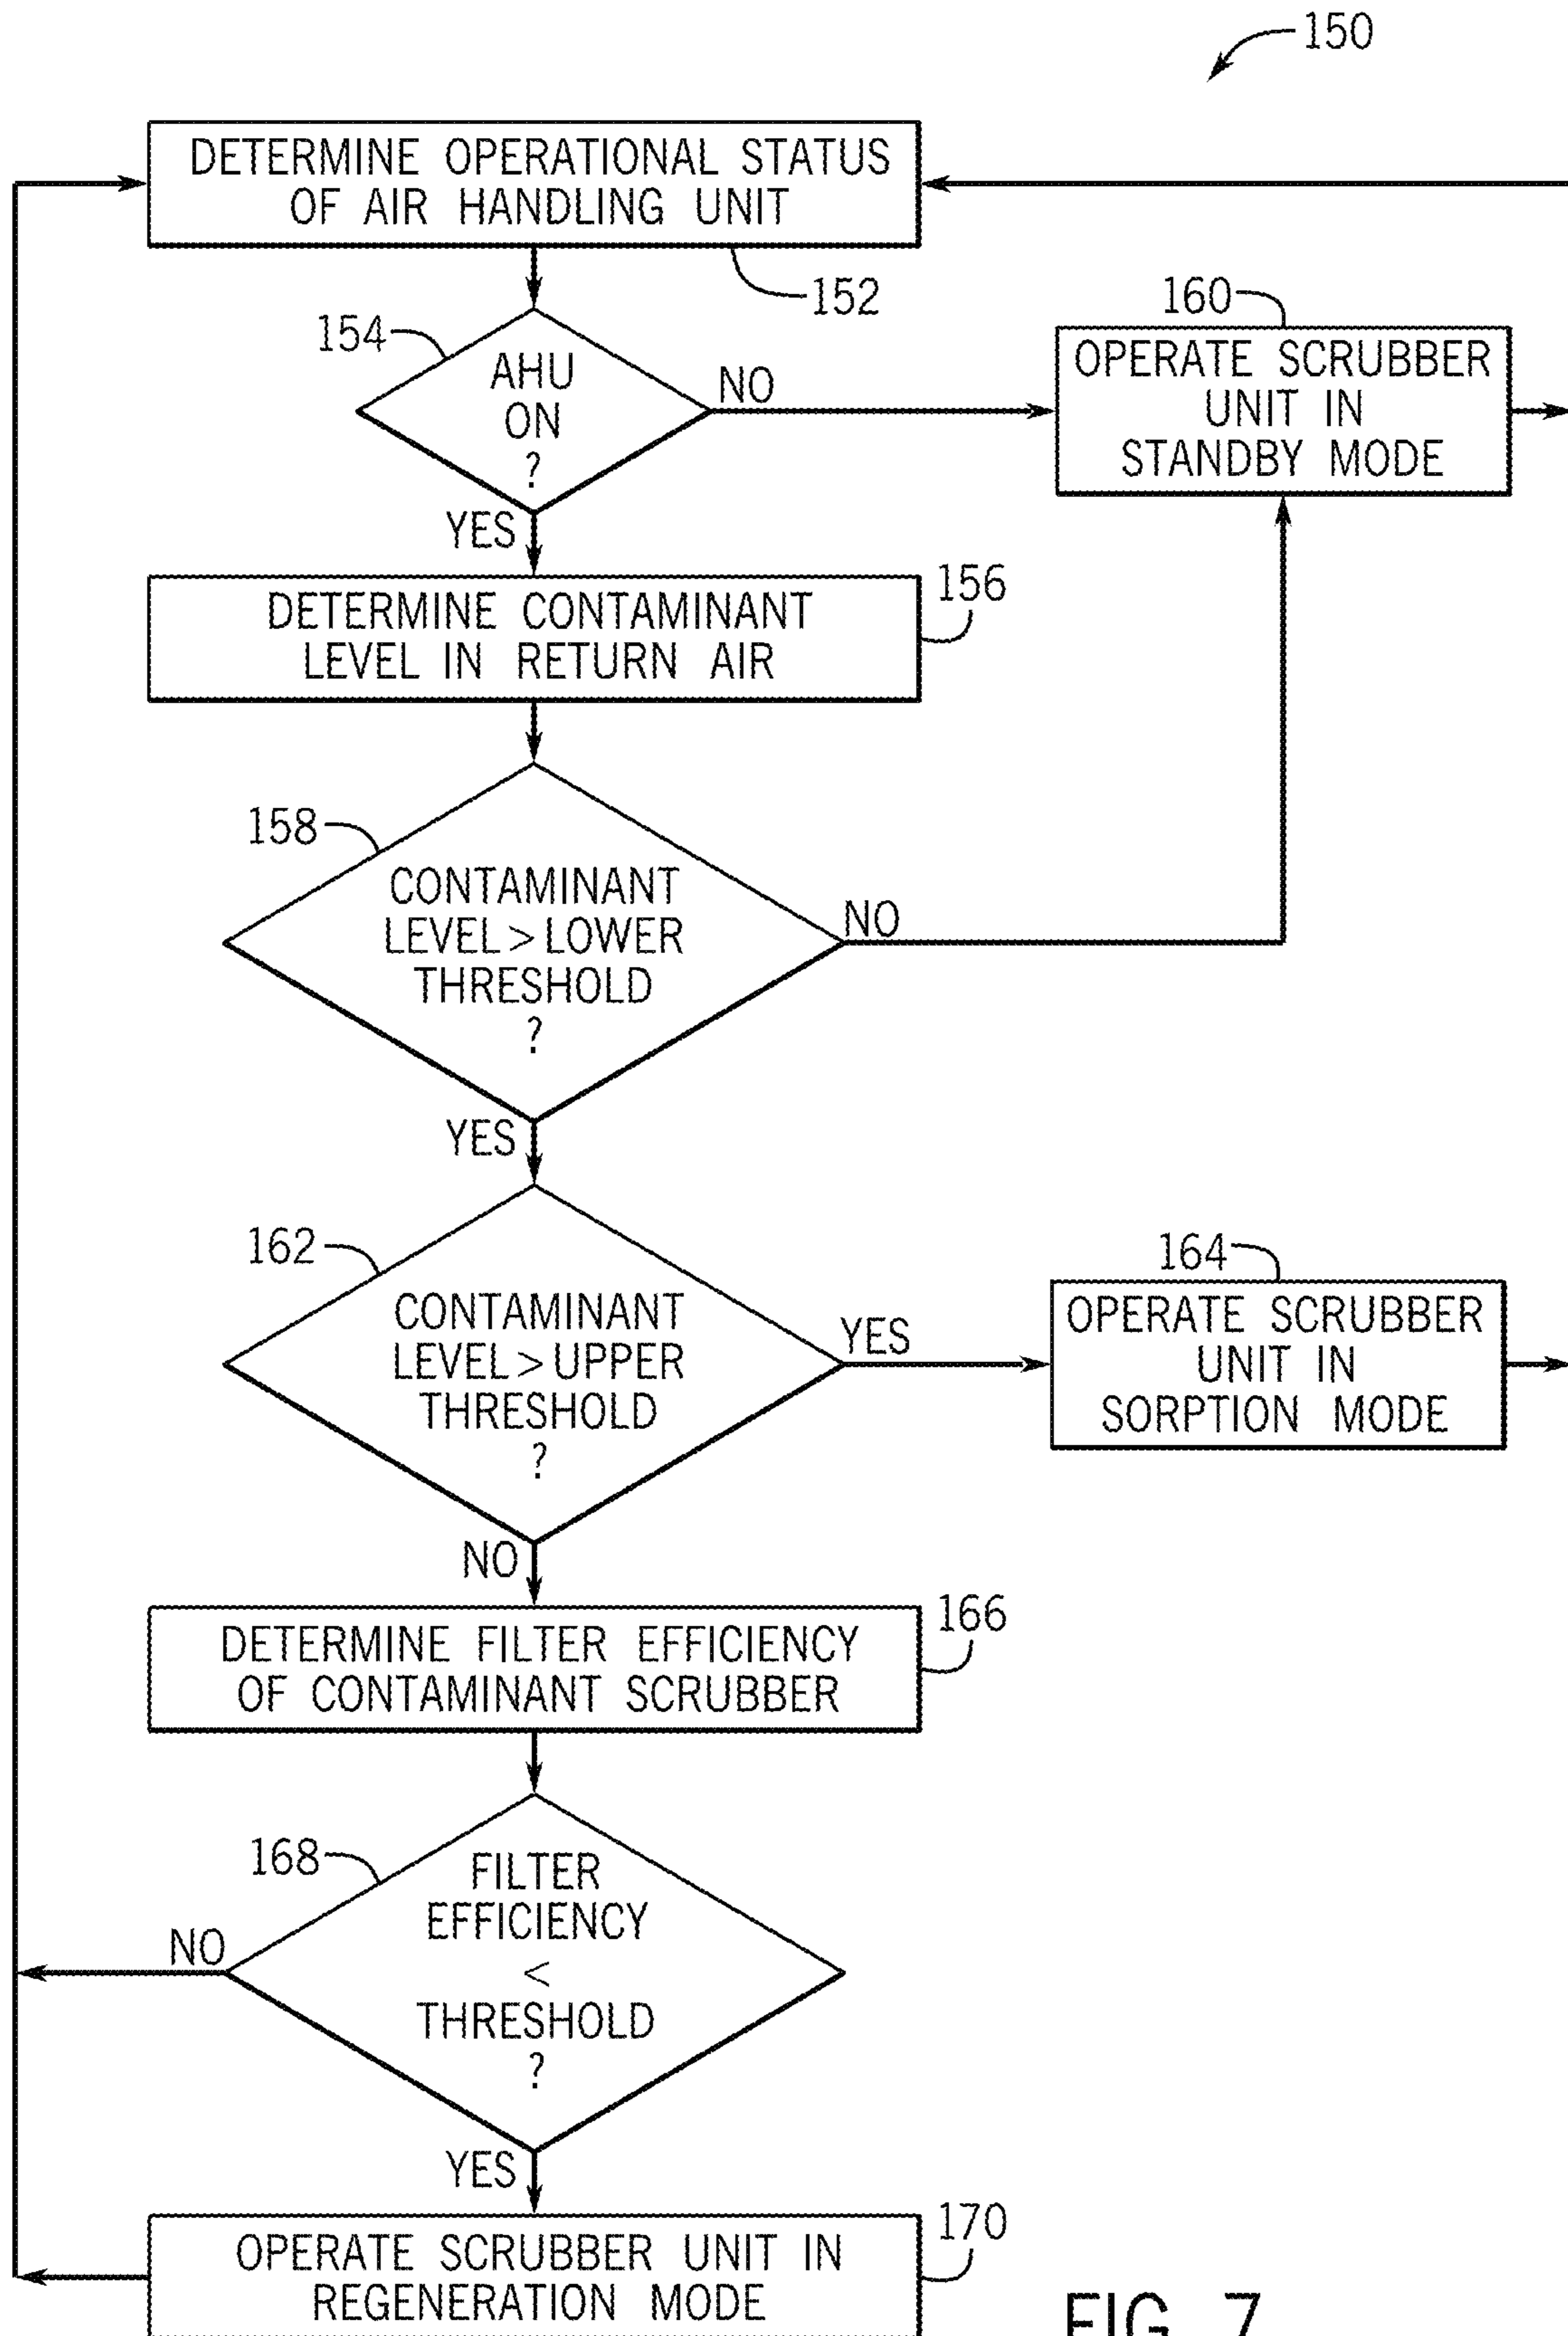 150
DETERMINE OPERATIONAL STATUS
OF AIR HANDLING UNIT
152
154
AHU
ON
?
NO
160
OPERATE SCRUBBER
UNIT IN
STANDBY MODE
YES
DETERMINE CONTAMINANT
LEVEL IN RETURN AIR
156
158
CONTAMINANT
LEVEL > LOWER
THRESHOLD
?
NO
YES
162
CONTAMINANT
LEVEL > UPPER
THRESHOLD
?
YES
164
OPERATE SCRUBBER
UNIT IN
SORPTION MODE
NO
DETERMINE FILTER EFFICIENCY
OF CONTAMINANT SCRUBBER
166
168
FILTER
EFFICIENCY
<
THRESHOLD
?
NO
YES
OPERATE SCRUBBER UNIT IN
REGENERATION MODE
170
FIG. 7